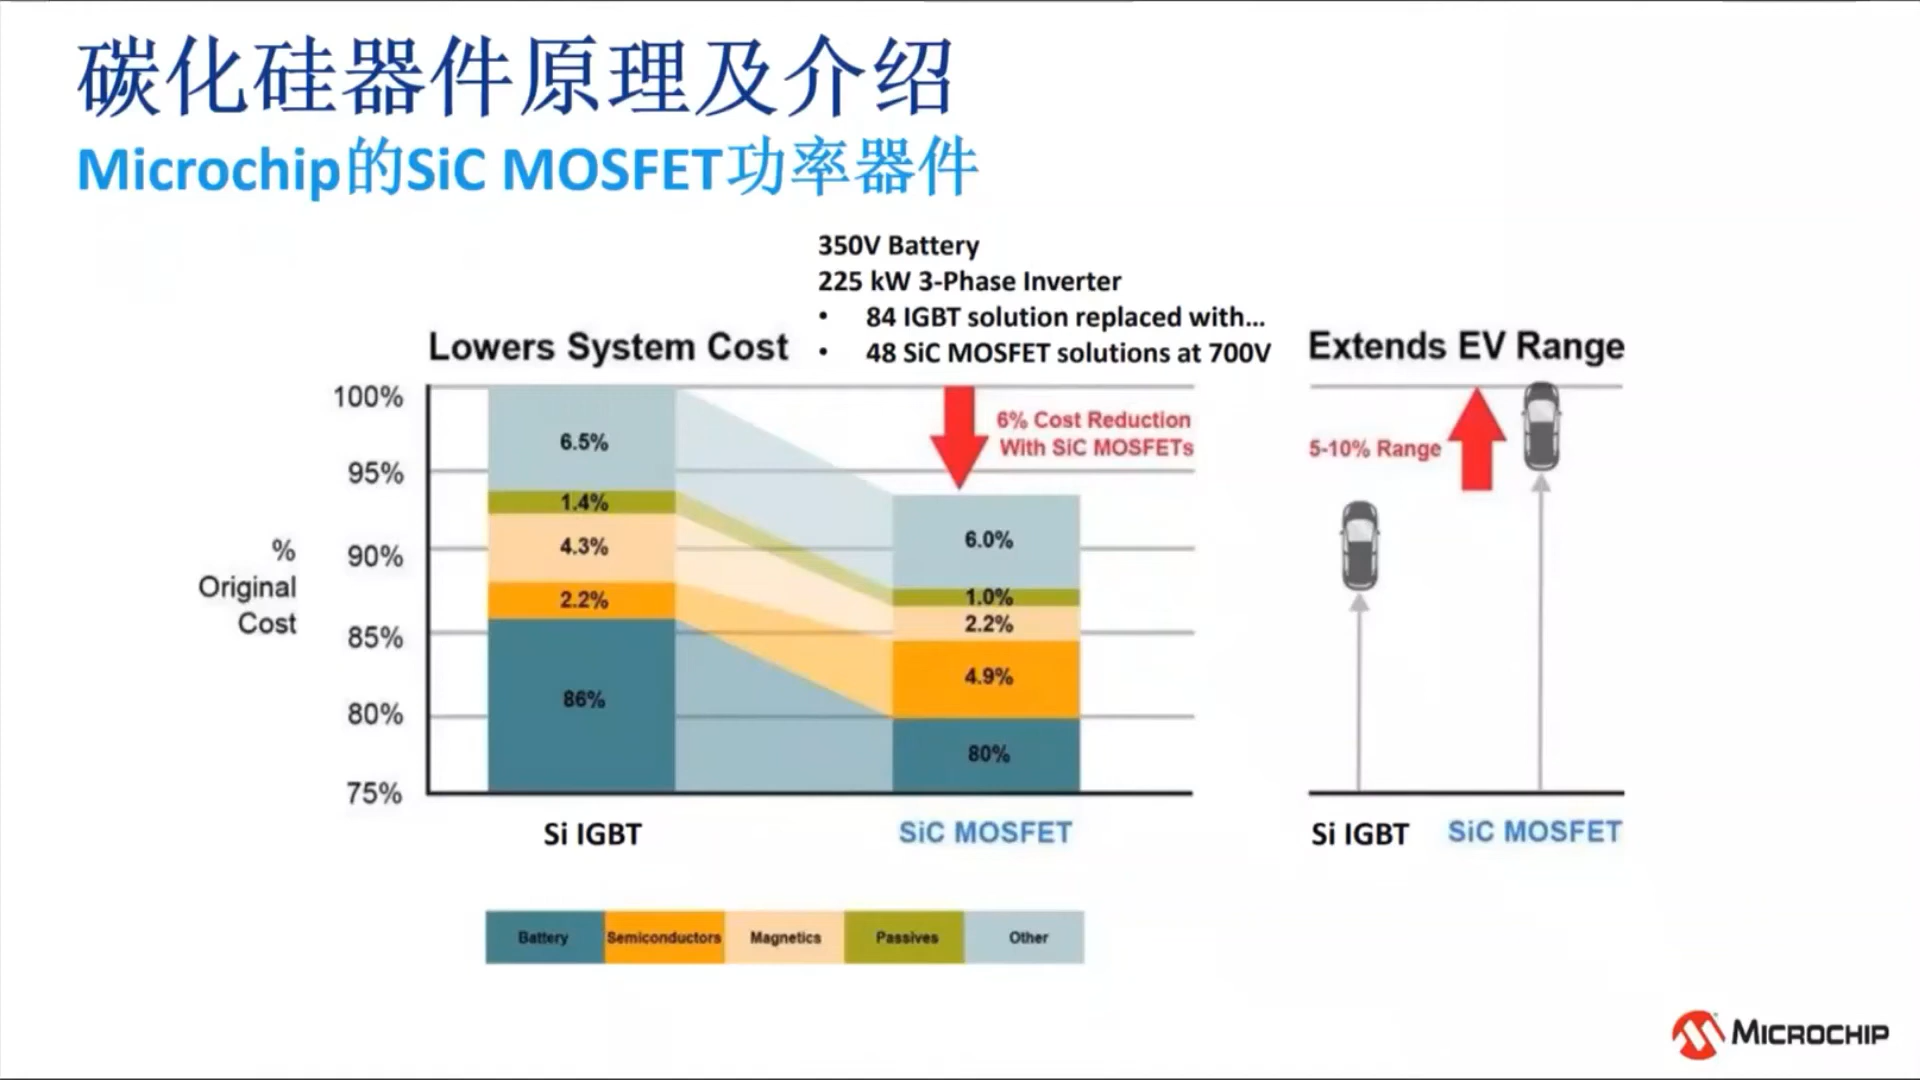 碳化硅器件原理及介绍
Microchip的SiC MOSFET功率器件
350V Battery
225 kW 3-Phase Inverter
• 84 IGBT solution replaced with...
• 48 SiC MOSFET solutions at 700V
Lowers System Cost
100%
95%
90%
85%
80%
75%
%
Original
Cost
6.5%
1.4%
4.3%
2.2%
86%
6% Cost Reduction
With SiC MOSFETs
6.0%
1.0%
2.2%
4.9%
80%
Si IGBT
SiC MOSFET
Extends EV Range
5-10% Range
Si IGBT
SiC MOSFET
Battery
Semiconductors
Magnetics
Passives
Other
MICROCHIP